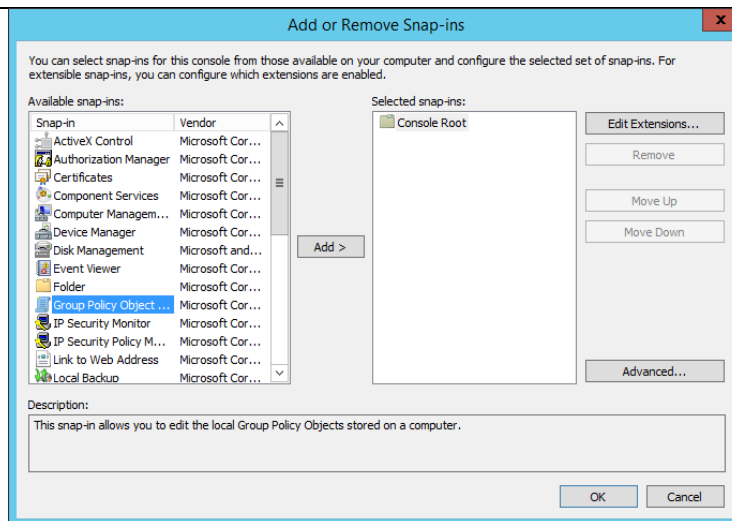 Add or Remove Snap-ins
x
You can select snap-ins for this console from those available on your computer and configure the selected set of snap-ins. For
extensible snap-ins, you can configure which extensions are enabled.
Available snap-ins:
Snap-in Vendor
ActiveX Control Microsoft Cor...
Authorization Manager Microsoft Cor...
Certificates Microsoft Cor...
Component Services Microsoft Cor...
Computer Managem... Microsoft Cor...
Device Manager Microsoft Cor...
Disk Management Microsoft and...
Event Viewer Microsoft Cor...
Folder Microsoft Cor...
Group Policy Object ... Microsoft Cor...
IP Security Monitor Microsoft Cor...
IP Security Policy M... Microsoft Cor...
Link to Web Address Microsoft Cor...
Local Backup Microsoft Cor...
Add >
Selected snap-ins:
Console Root
Edit Extensions...
Remove
Move Up
Move Down
Advanced...
Description:
This snap-in allows you to edit the local Group Policy Objects stored on a computer.
OK
Cancel